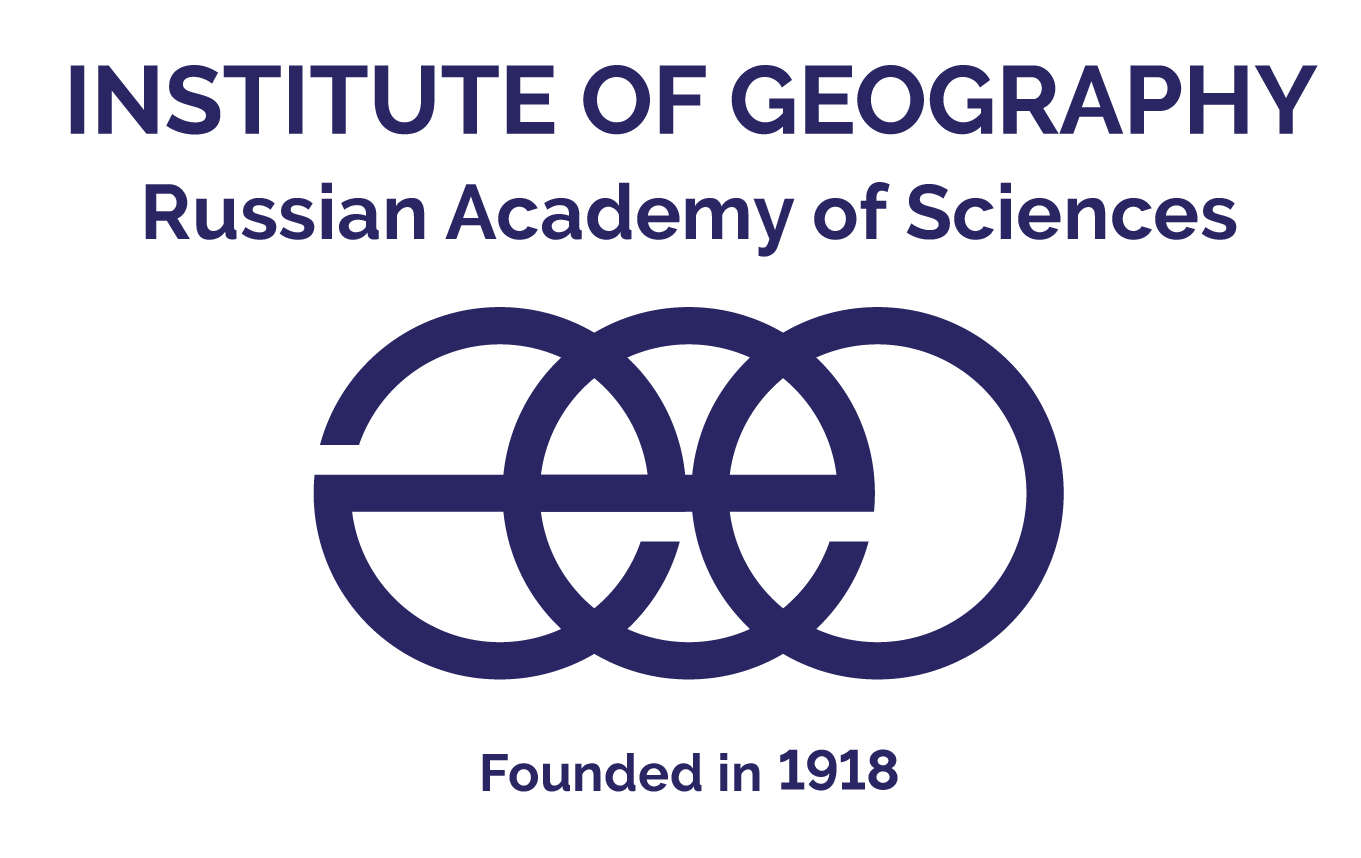 INSTITUTE OF GEOGRAPHY
Russian Academy of Sciences
Founded in 1918